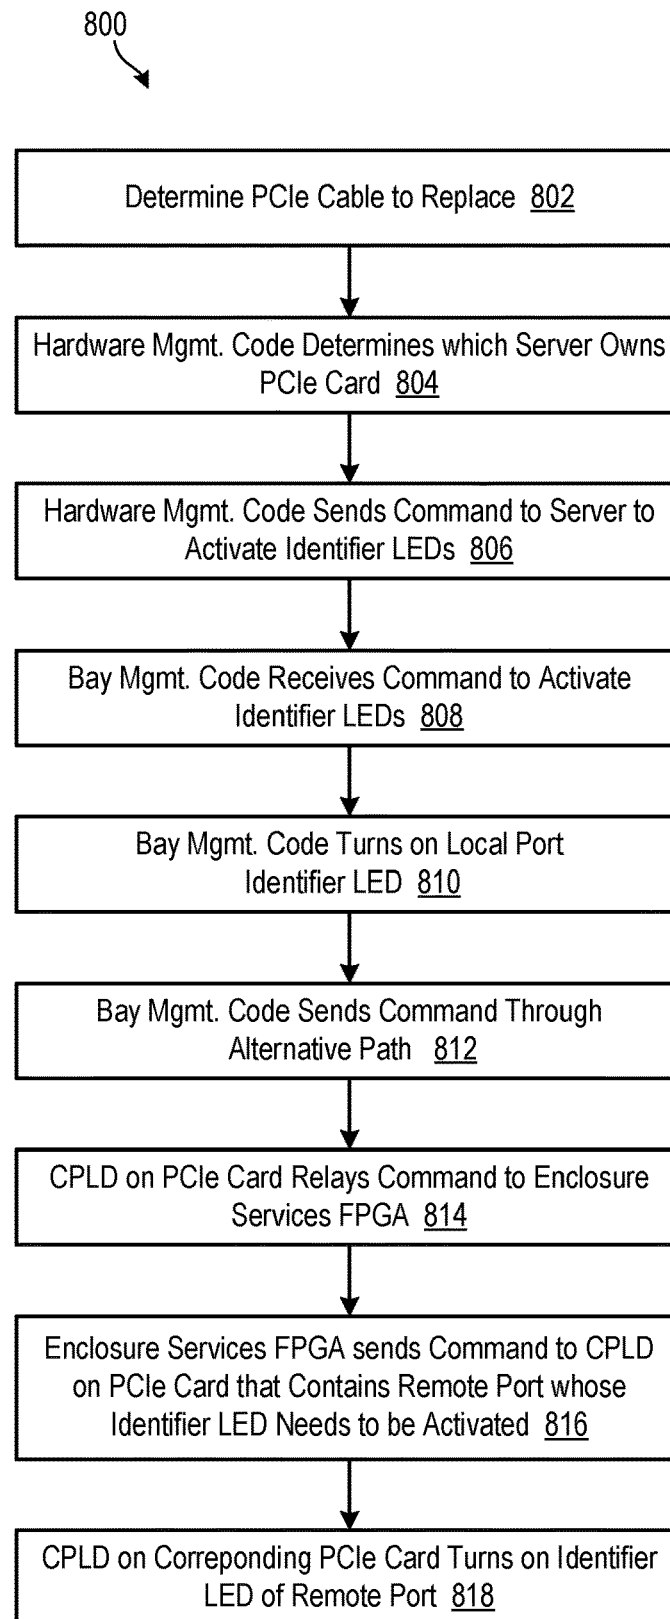 800
Determine PCIe Cable to Replace 802
Hardware Mgmt. Code Determines which Server Owns
PCIe Card 804
Hardware Mgmt. Code Sends Command to Server to
Activate Identifier LEDs 806
Bay Mgmt. Code Receives Command to Activate
Identifier LEDs 808
Bay Mgmt. Code Turns on Local Port
Identifier LED 810
Bay Mgmt. Code Sends Command Through
Alternative Path 812
CPLD on PCIe Card Relays Command to Enclosure
Services FPGA 814
Enclosure Services FPGA sends Command to CPLD
on PCIe Card that Contains Remote Port whose
Identifier LED Needs to be Activated 816
CPLD on Correponding PCIe Card Turns on Identifier
LED of Remote Port 818